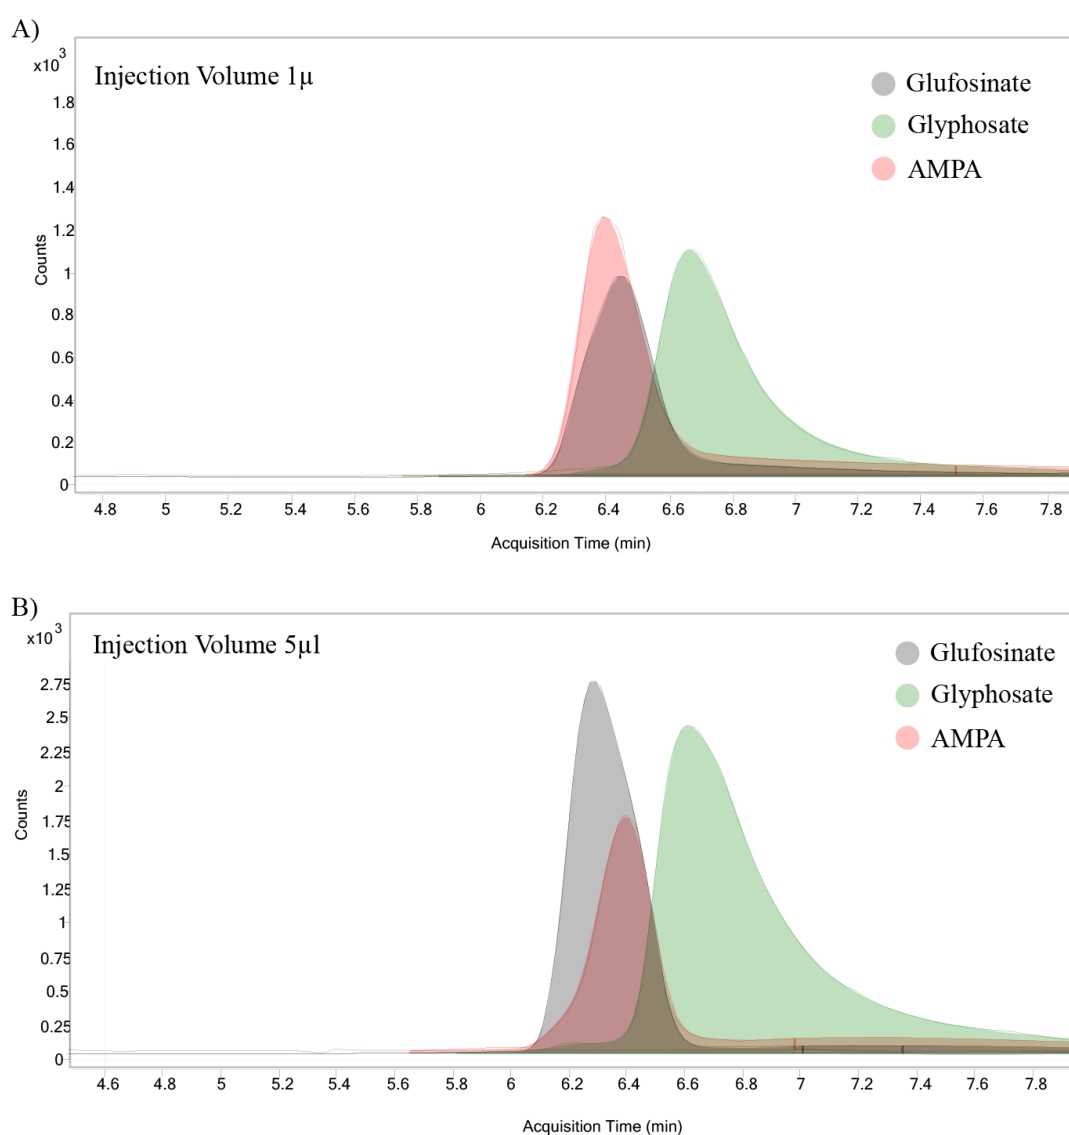 A)
x10³
Injection Volume 1µ
Glufosinate
Glyphosate
AMPA
1.8
1.6
1.4
1.2
1
0.8
0.6
0.4
0.2
0
Counts
4.8 5 5.2 5.4 5.6 5.8 6 6.2 6.4 6.6 6.8 7 7.2 7.4 7.6 7.8
Acquisition Time (min)
B)
x10³
Injection Volume 5µl
Glufosinate
Glyphosate
AMPA
2.75
2.5
2.25
2
1.75
1.5
1.25
1
0.75
0.5
0.25
0
Counts
4.6 4.8 5 5.2 5.4 5.6 5.8 6 6.2 6.4 6.6 6.8 7 7.2 7.4 7.6 7.8
Acquisition Time (min)